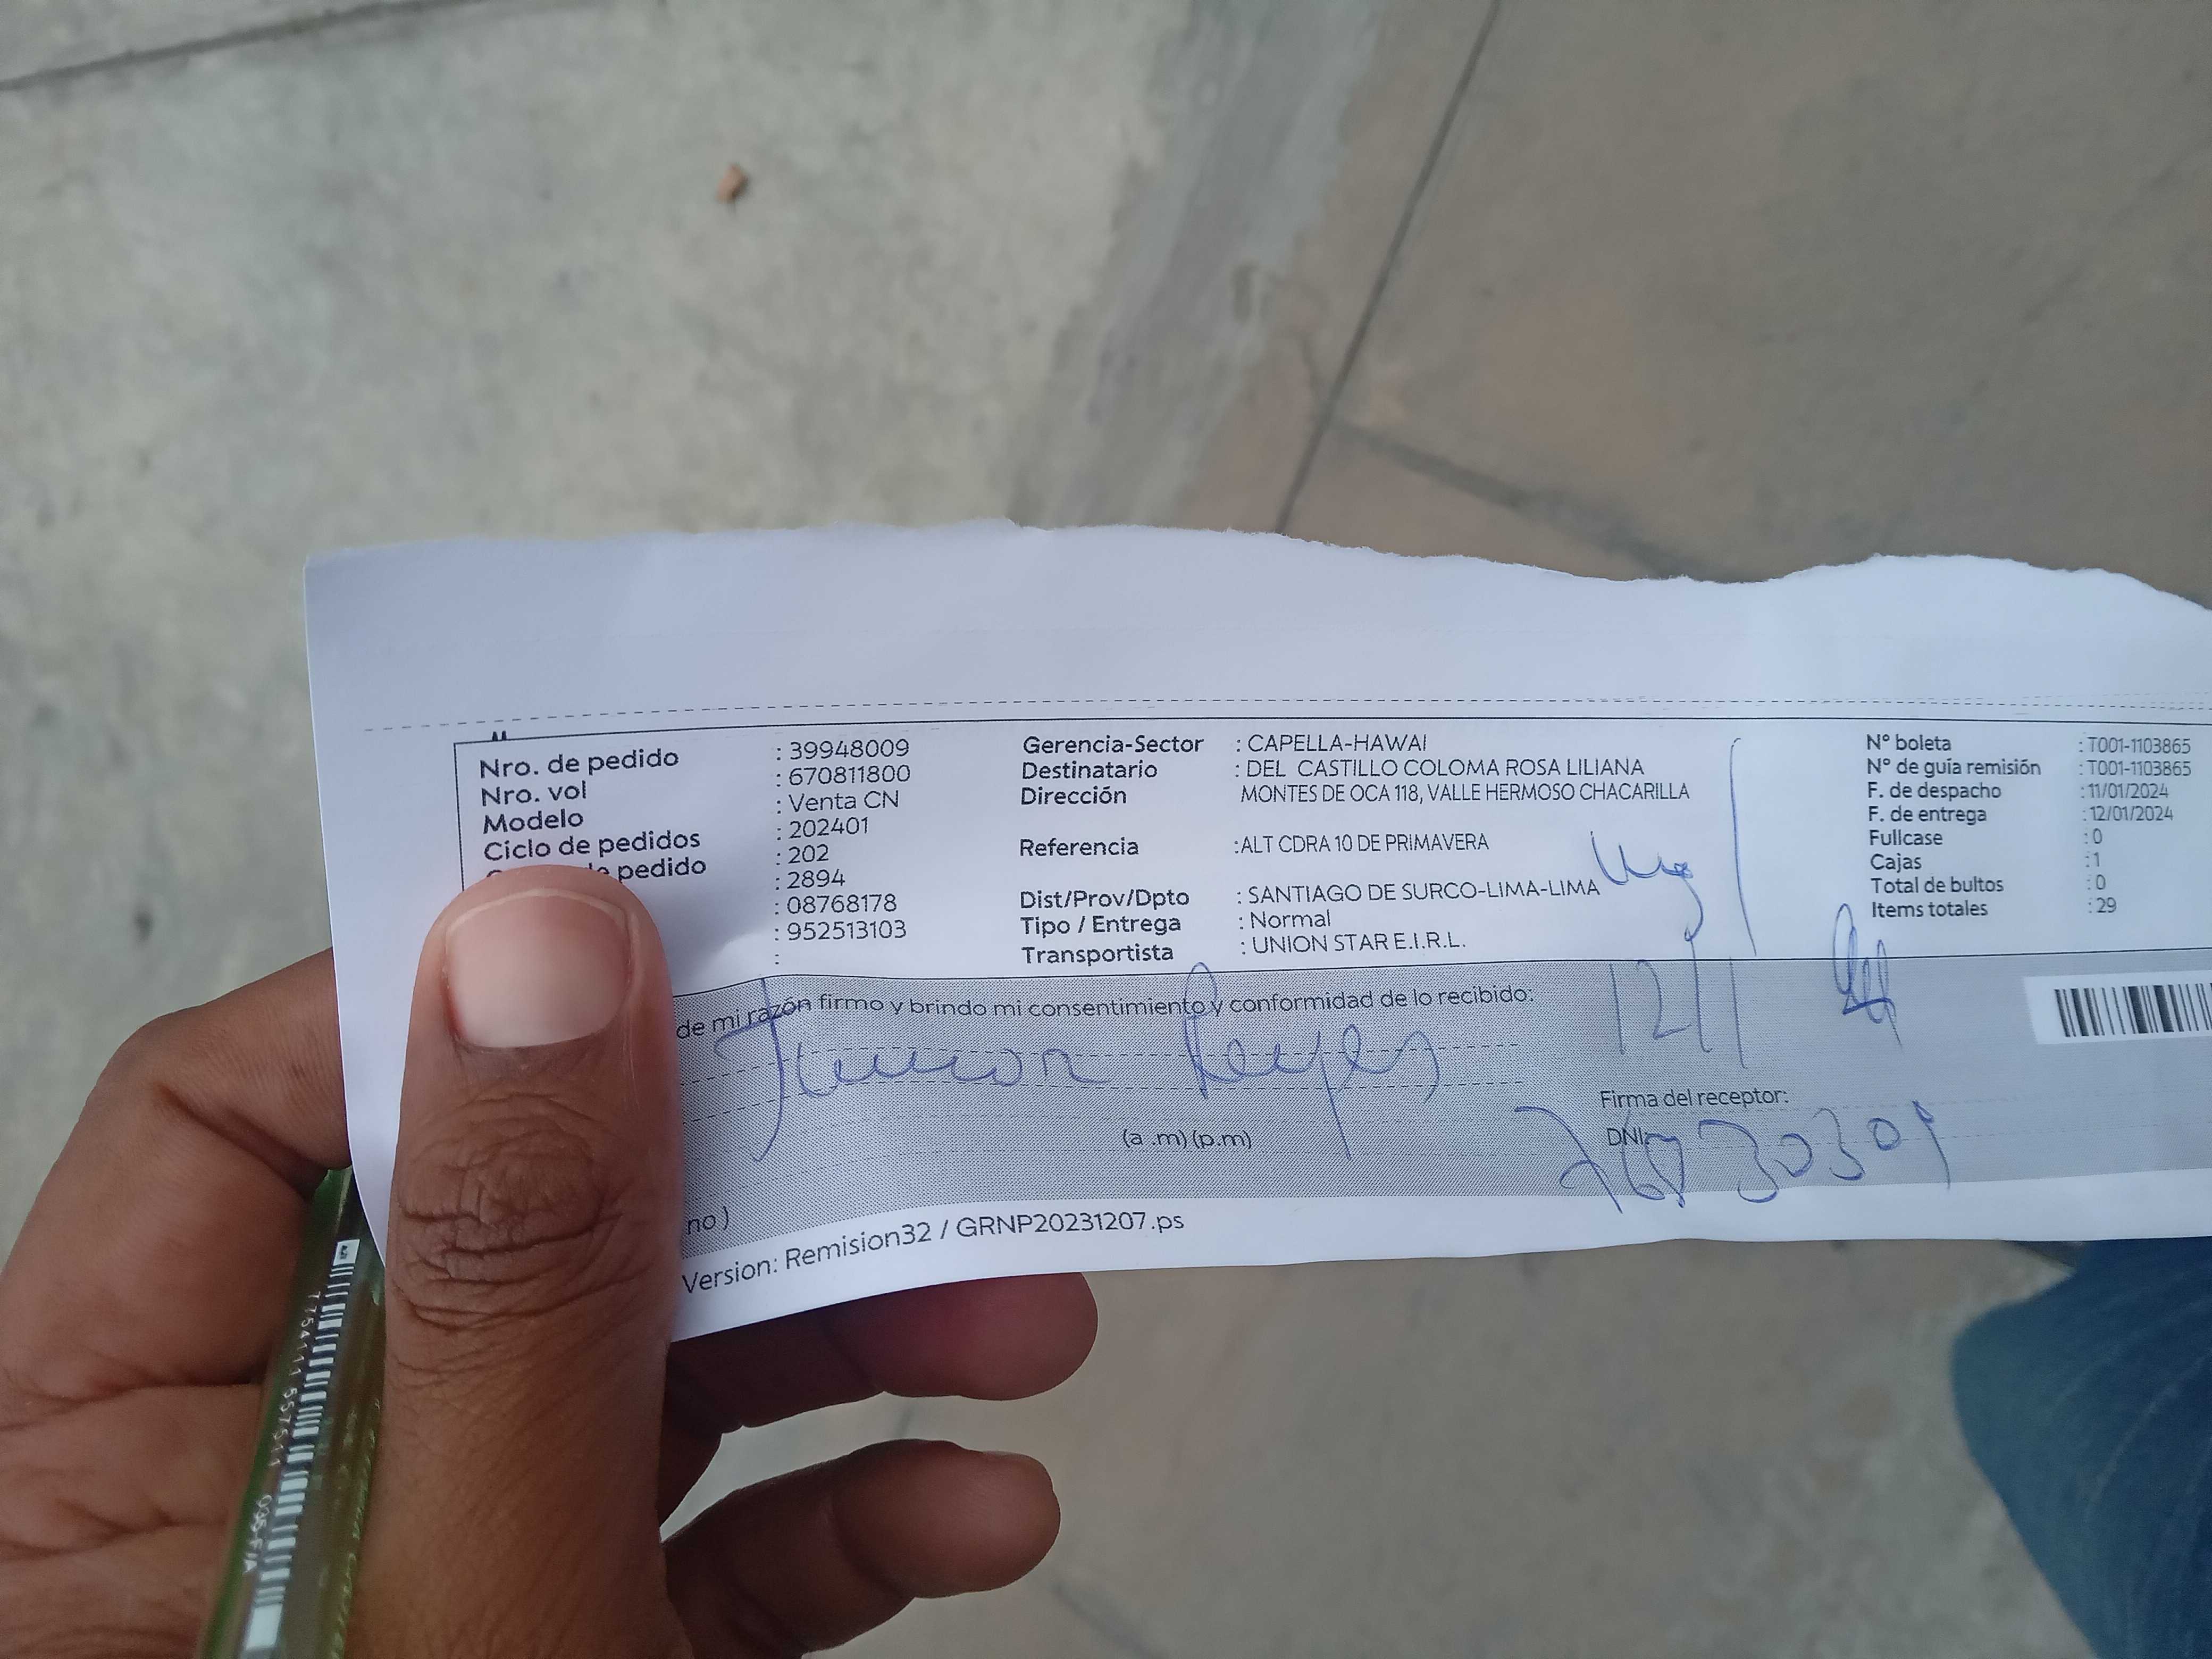 Nro. de pedido : 39948009
Nro. vol : 670811800
Modelo : Venta CN
Ciclo de pedidos : 202401
pedido : 202
: 2894
: 08768178
: 952513103
:
Gerencia-Sector : CAPELLA-HAWAI
Destinatario : DEL CASTILLO COLOMA ROSA LILIANA
Dirección MONTES DE OCA 118, VALLE HERMOSO CHACARILLA
Referencia :ALT CDRA 10 DE PRIMAVERA
Dist/Prov/Dpto : SANTIAGO DE SURCO-LIMA-LIMA
Tipo / Entrega : Normal
Transportista : UNION STAR E.I.R.L.
N° boleta : T001-1103865
N° de guía remisión : T001-1103865
F. de despacho : 11/01/2024
F. de entrega : 12/01/2024
Fullcase : 0
Cajas : 1
Total de bultos : 0
Items totales : 29
de mi razón firmo y brindo mi consentimiento y conformidad de lo recibido:
Junior Reyes
12/1
(a .m) (p.m)
Firma del receptor:
DNI:
no )
Version: Remision32 / GRNP20231207.ps